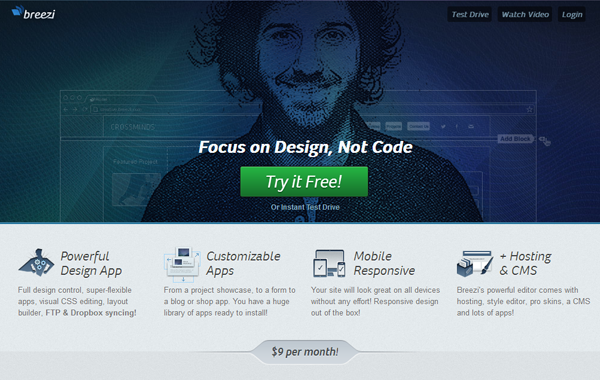 breezi
Test Drive
Watch Video
Login
Add Block
Focus on Design, Not Code
Try it Free!
Or Instant Test Drive
Powerful
Design App
Full design control, super-flexible
apps, visual CSS editing, layout
builder, FTP & Dropbox syncing!
Customizable
Apps
From a project showcase, to a form to
a blog or shop app. You have a huge
library of apps ready to install!
Mobile
Responsive
Your site will look great on all devices
without any effort! Responsive design
out of the box!
+ Hosting
& CMS
Breezi's powerful editor comes with
hosting, style editor, pro skins, a CMS
and lots of apps!
$9 per month!